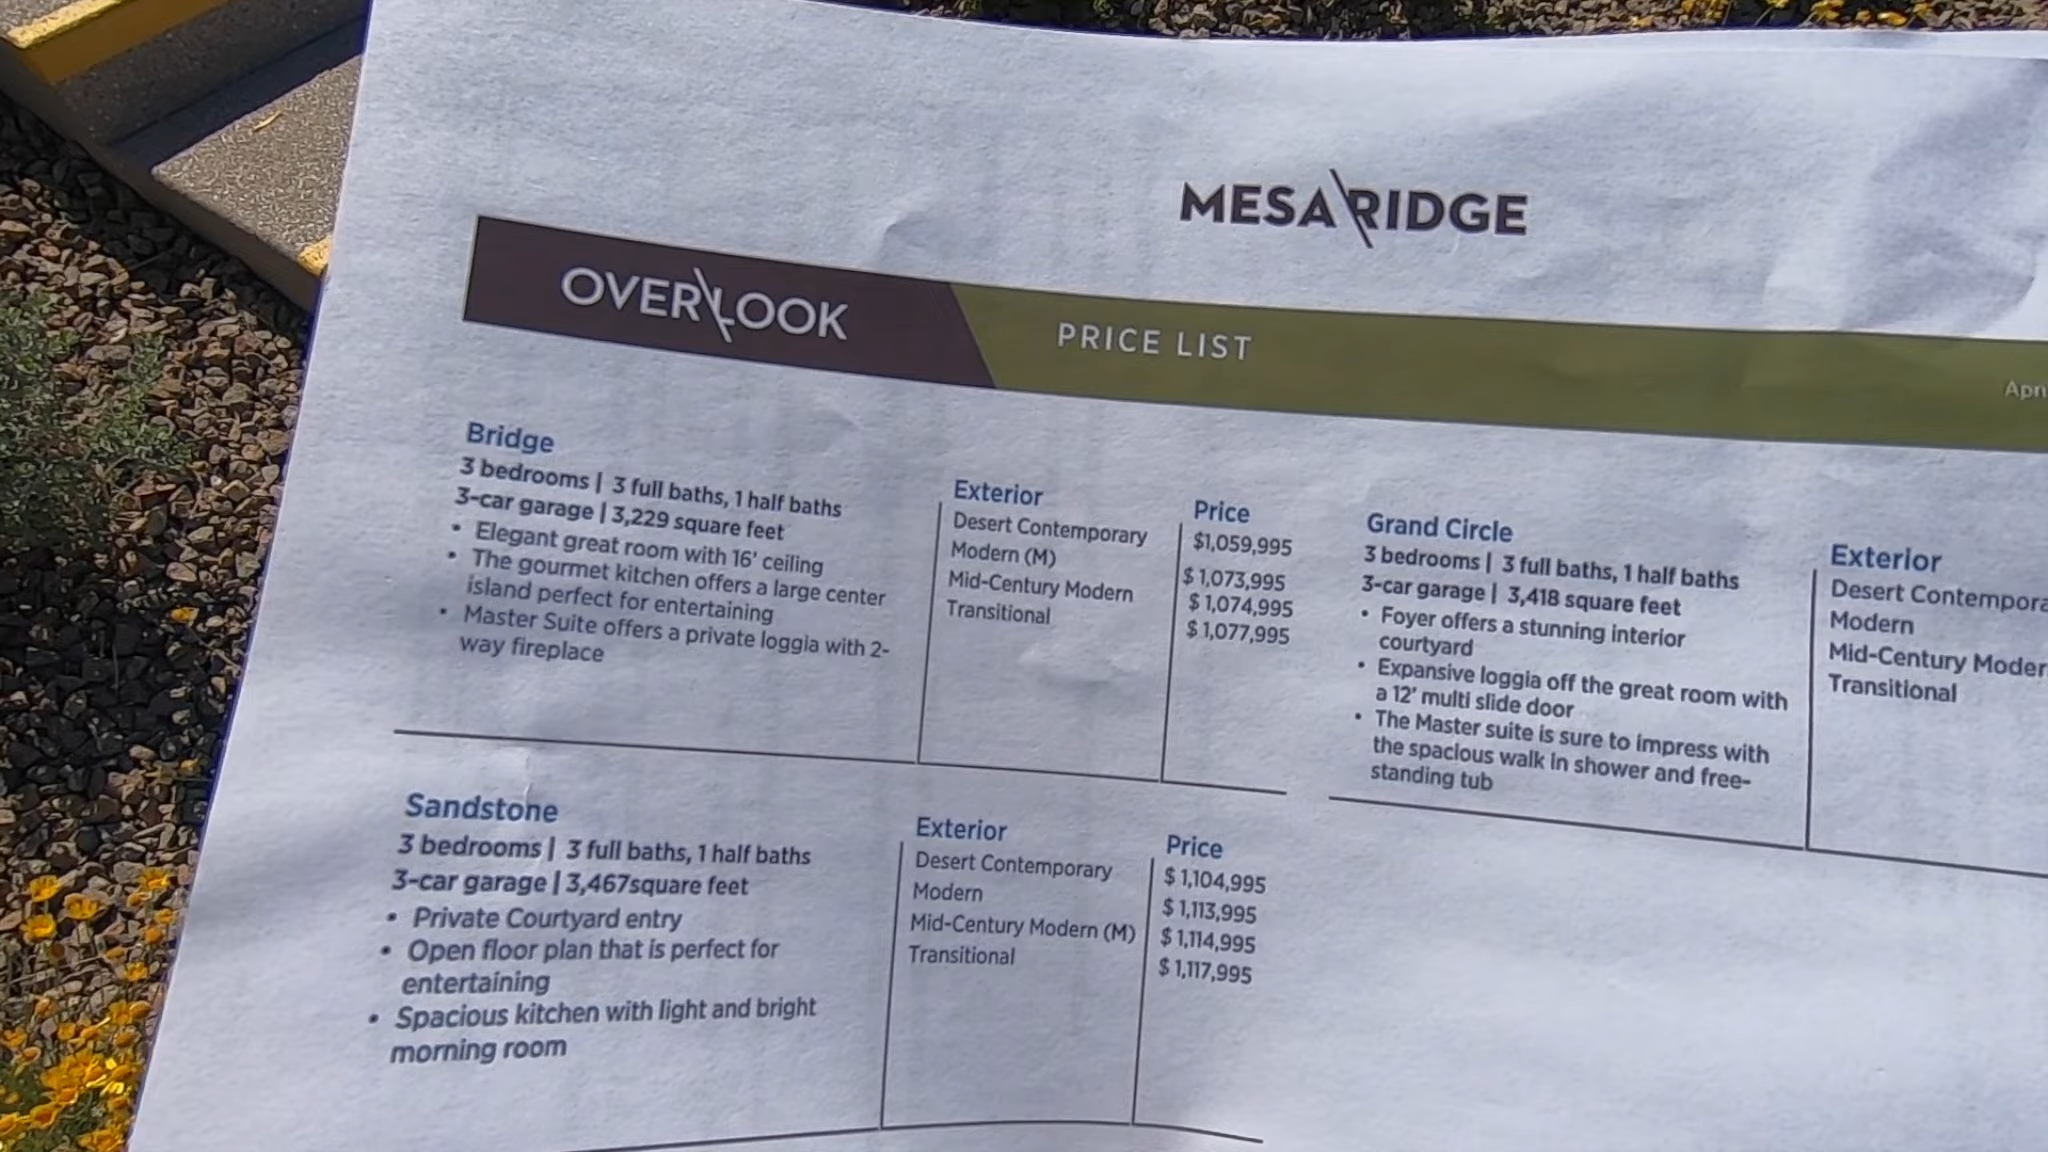 MESA RIDGE
OVERLOOK
PRICE LIST
Bridge
3 bedrooms | 3 full baths, 1 half baths
3-car garage | 3,229 square feet
• Elegant great room with 16' ceiling
• The gourmet kitchen offers a large center
island perfect for entertaining
• Master Suite offers a private loggia with 2-
way fireplace
Exterior
Desert Contemporary
Modern (M)
Mid-Century Modern
Transitional
Price
$1,059,995
$ 1,073,995
$ 1,074,995
$ 1,077,995
Grand Circle
3 bedrooms | 3 full baths, 1 half baths
3-car garage | 3,418 square feet
• Foyer offers a stunning interior
courtyard
• Expansive loggia off the great room with
a 12' multi slide door
• The Master suite is sure to impress with
the spacious walk in shower and free-
standing tub
Exterior
Desert
Modern
Mid-Century
Transitional
Sandstone
3 bedrooms | 3 full baths, 1 half baths
3-car garage | 3,467square feet
• Private Courtyard entry
• Open floor plan that is perfect for
entertaining
• Spacious kitchen with light and bright
morning room
Exterior
Desert Contemporary
Modern
Mid-Century Modern (M)
Transitional
Price
$ 1,104,995
$ 1,113,995
$ 1,114,995
$ 1,117,995